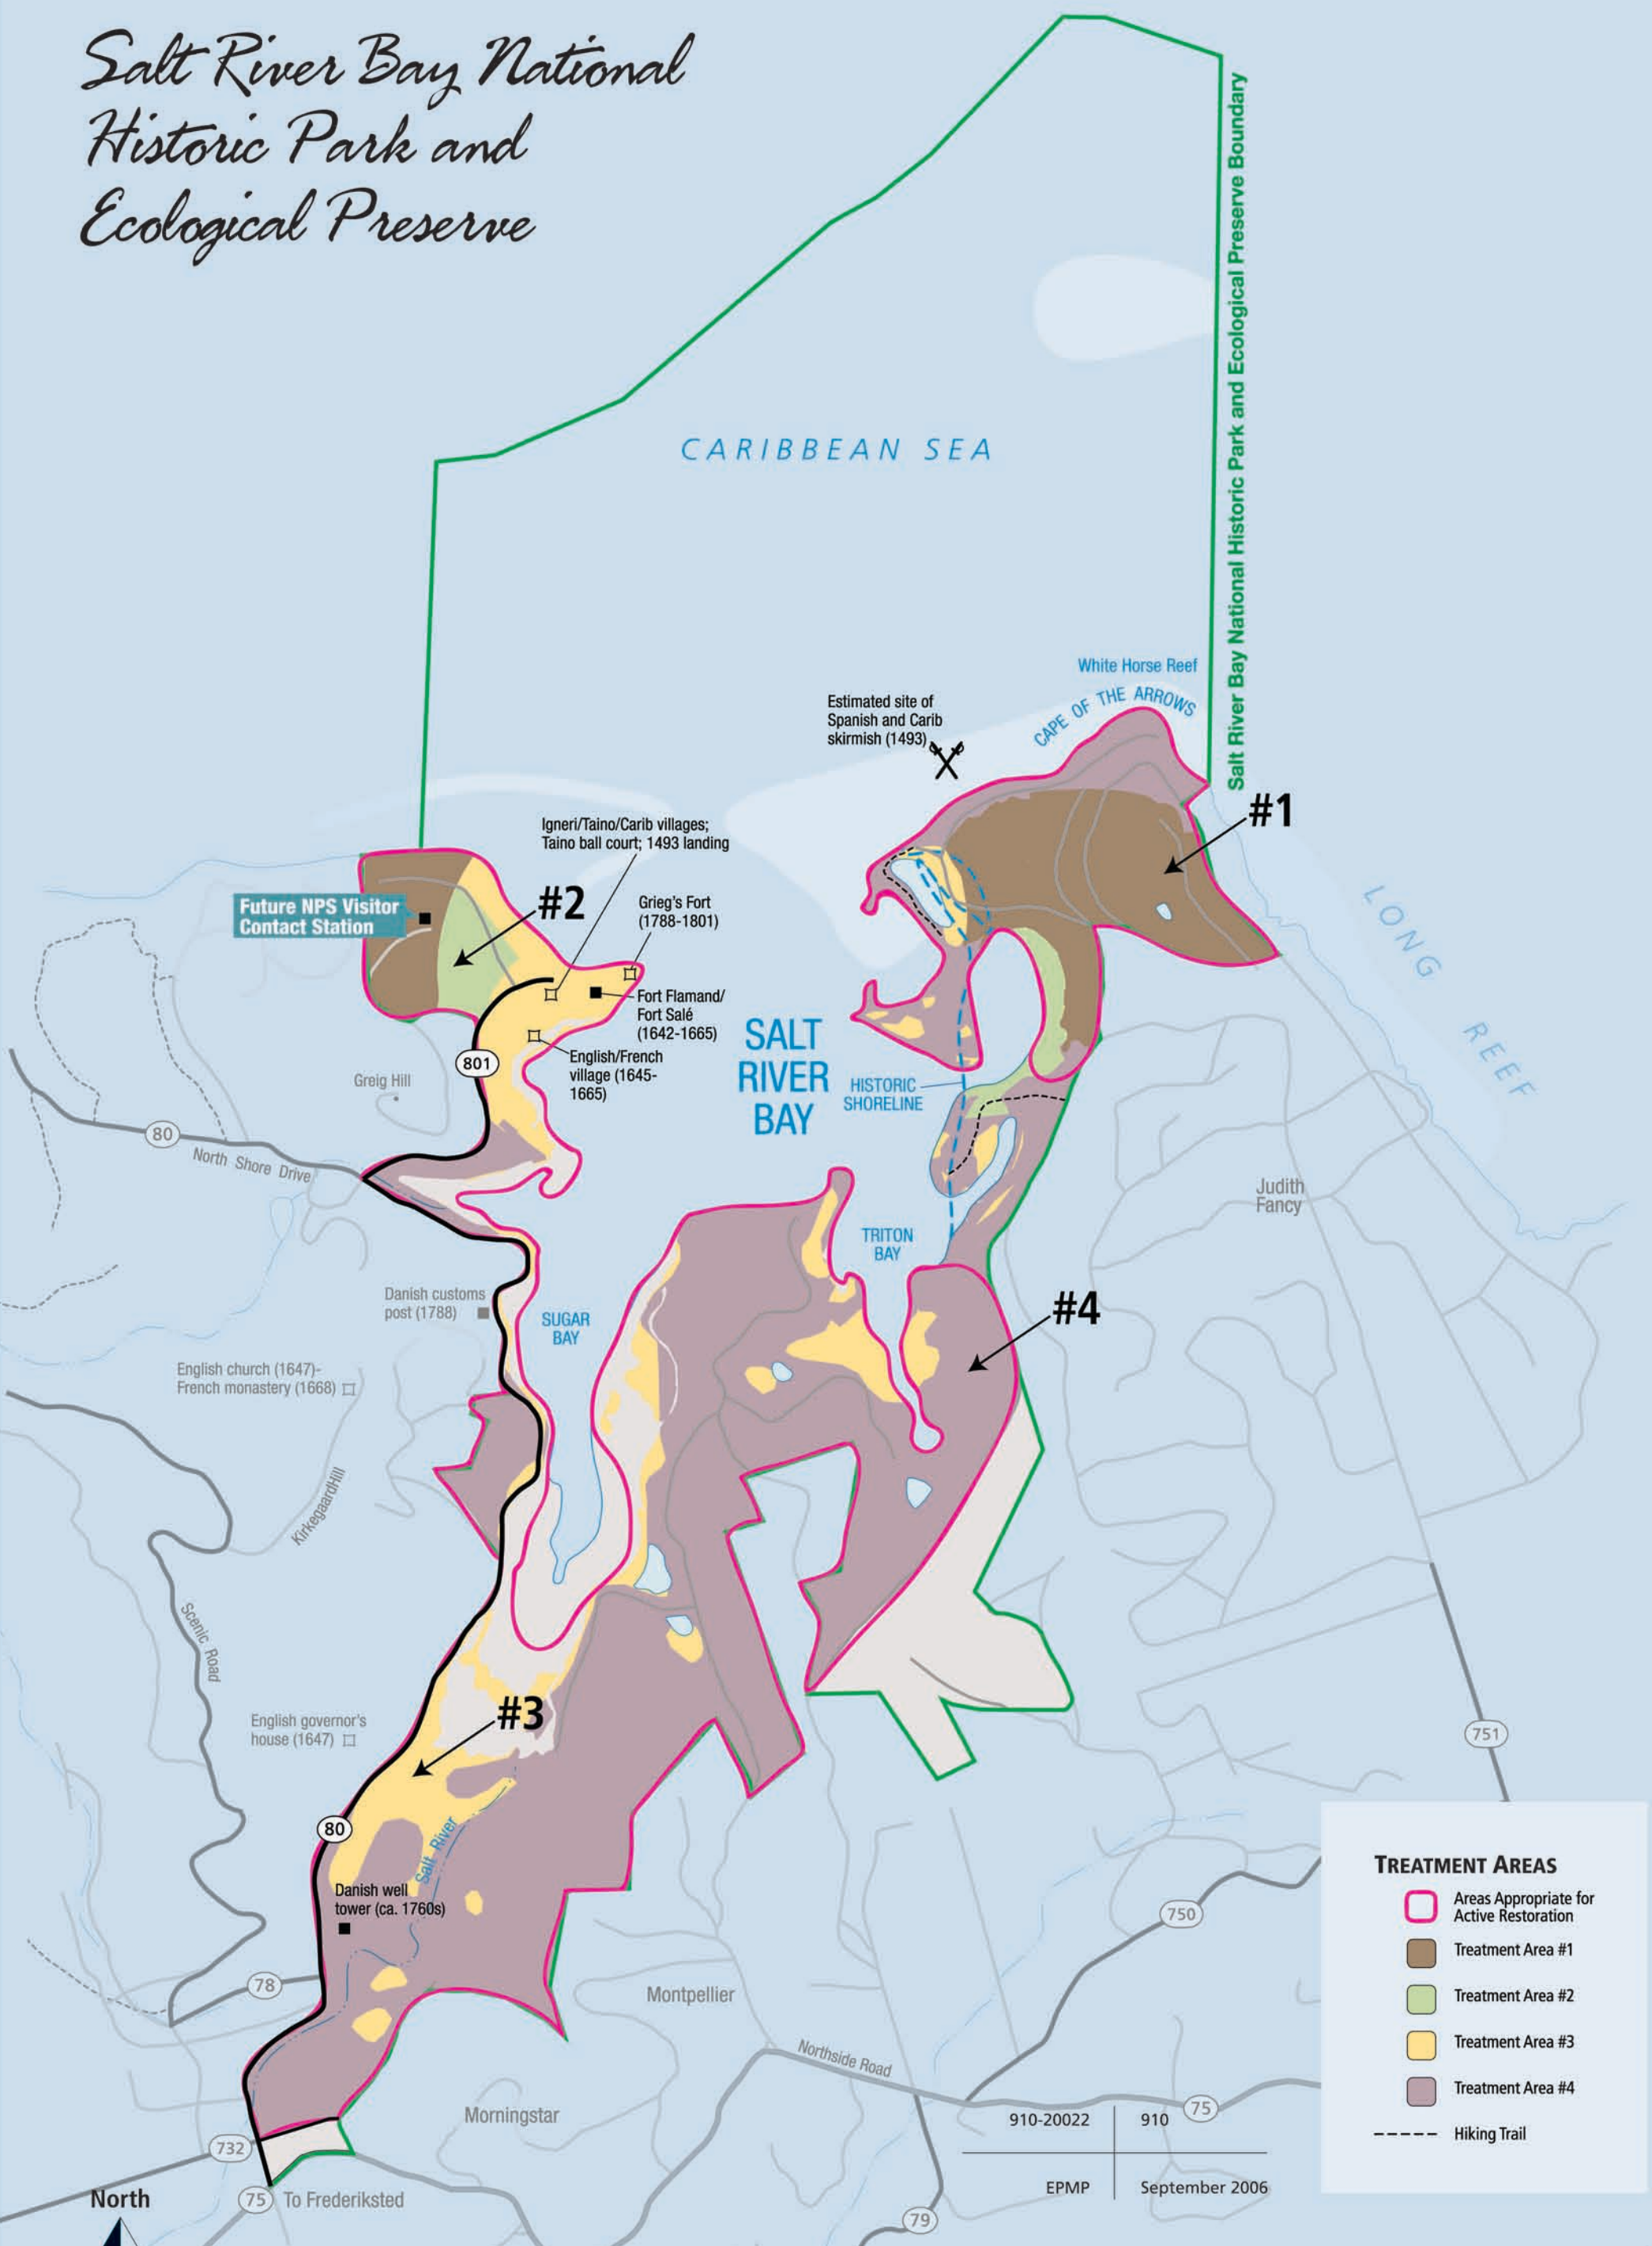 Salt River Bay National
Historic Park and
Ecological Preserve
Salt River Bay National Historic Park and Ecological Preserve Boundary
CARIBBEAN SEA
White Horse Reef
CAPE OF THE ARROWS
Estimated site of
Spanish and Carib
skirmish (1493)
#1
Igneri/Taino/Carib villages;
Taino ball court; 1493 landing
#2
Grieg's Fort
(1788-1801)
Future NPS Visitor
Contact Station
LONG REEF
Fort Flamand/
Fort Salé
(1642-1665)
SALT
RIVER
BAY
English/French
village (1645-
1665)
801
Greig Hill
HISTORIC
SHORELINE
80
North Shore Drive
Judith
Fancy
TRITON
BAY
Danish customs
post (1788)
SUGAR
BAY
#4
English church (1647)-
French monastery (1668)
KirkegaardHill
Scenic Road
English governor's
house (1647)
#3
751
80
Salt River
Danish well
tower (ca. 1760s)
750
78
Montpellier
Northside Road
Morningstar
75
732
75
To Frederiksted
79
North
910-20022
910
EPMP
September 2006
TREATMENT AREAS
Areas Appropriate for
Active Restoration
Treatment Area #1
Treatment Area #2
Treatment Area #3
Treatment Area #4
Hiking Trail